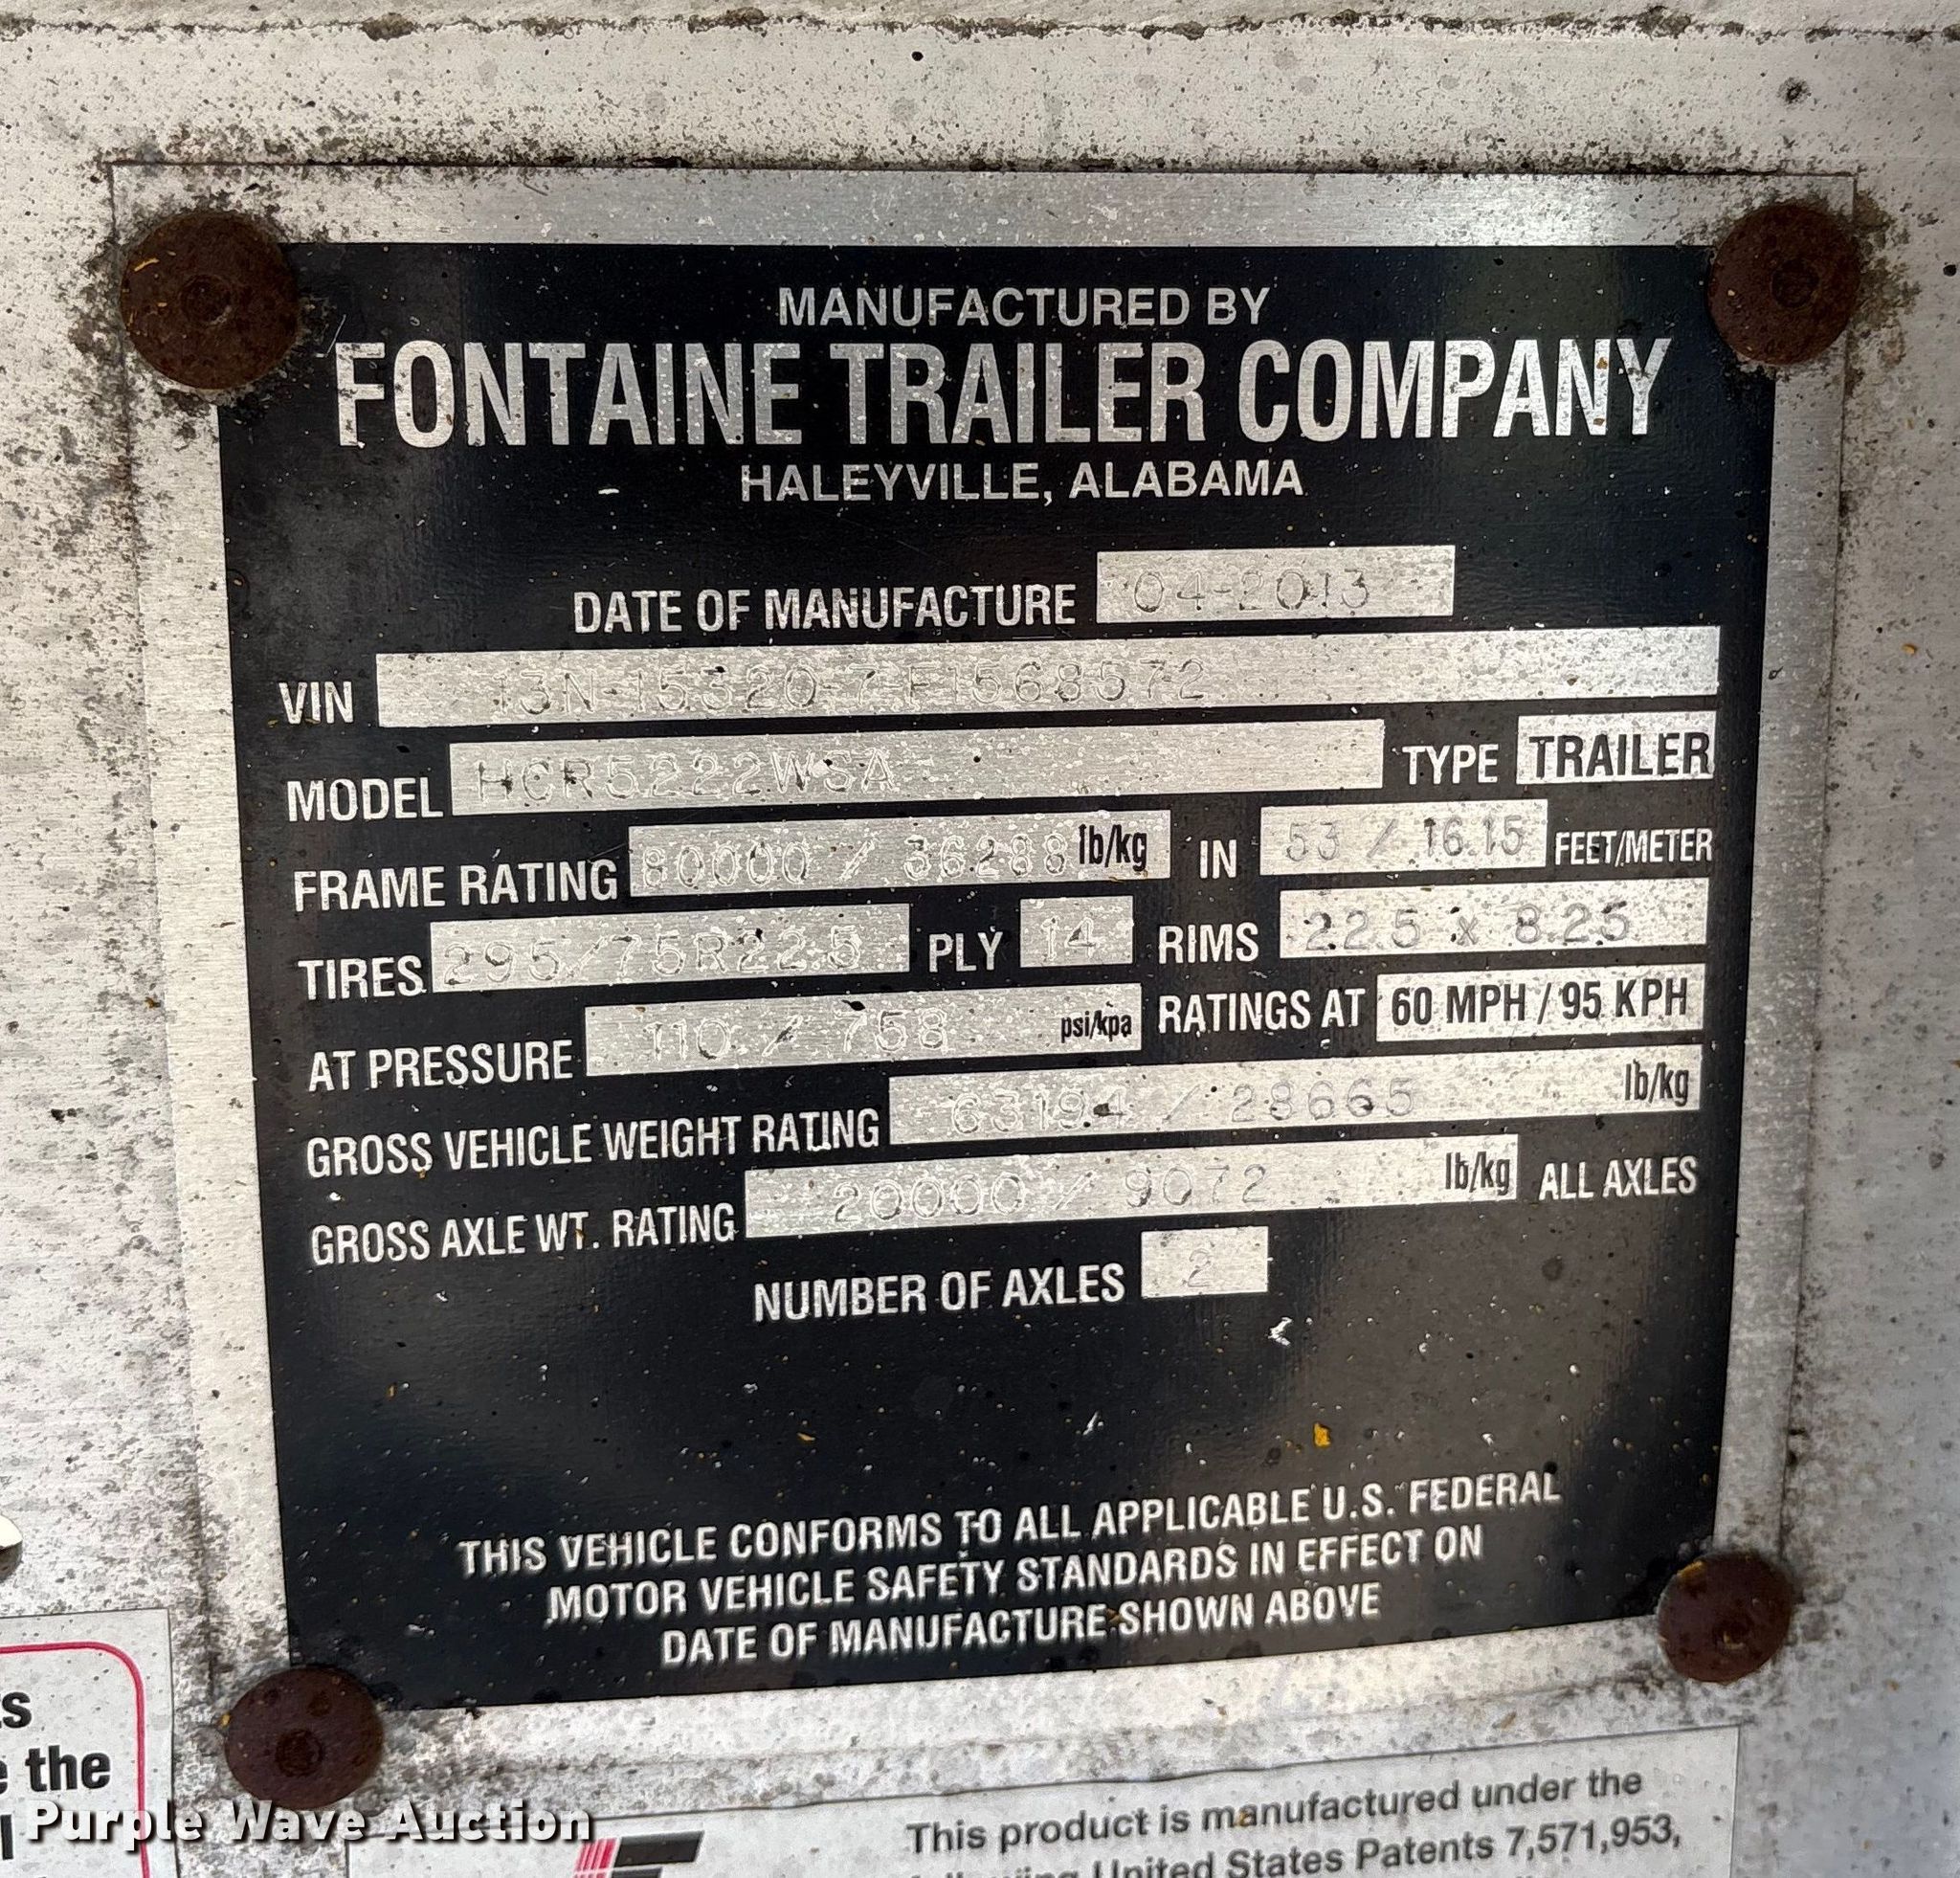 MANUFACTURED BY
FONTAINE TRAILER COMPANY
HALEYVILLE, ALABAMA
DATE OF MANUFACTURE 04-2013
VIN 13N-15320-7-F1568572
MODEL HCR5222WSA TYPE TRAILER
FRAME RATING 80000 / 36288 lb/kg IN 53 / 16.15 FEET/METER
TIRES 295/75R22.5 PLY 14 RIMS 22.5 x 8.25
AT PRESSURE 110 / 758 psi/kpa RATINGS AT 60 MPH / 95 KPH
GROSS VEHICLE WEIGHT RATING 63194 / 28665 lb/kg
GROSS AXLE WT. RATING 20000 / 9072 lb/kg ALL AXLES
NUMBER OF AXLES 2
THIS VEHICLE CONFORMS TO ALL APPLICABLE U.S. FEDERAL
MOTOR VEHICLE SAFETY STANDARDS IN EFFECT ON
DATE OF MANUFACTURE SHOWN ABOVE
the
Purple Wave Auction
This product is manufactured under the
following United States Patents 7,571,953,